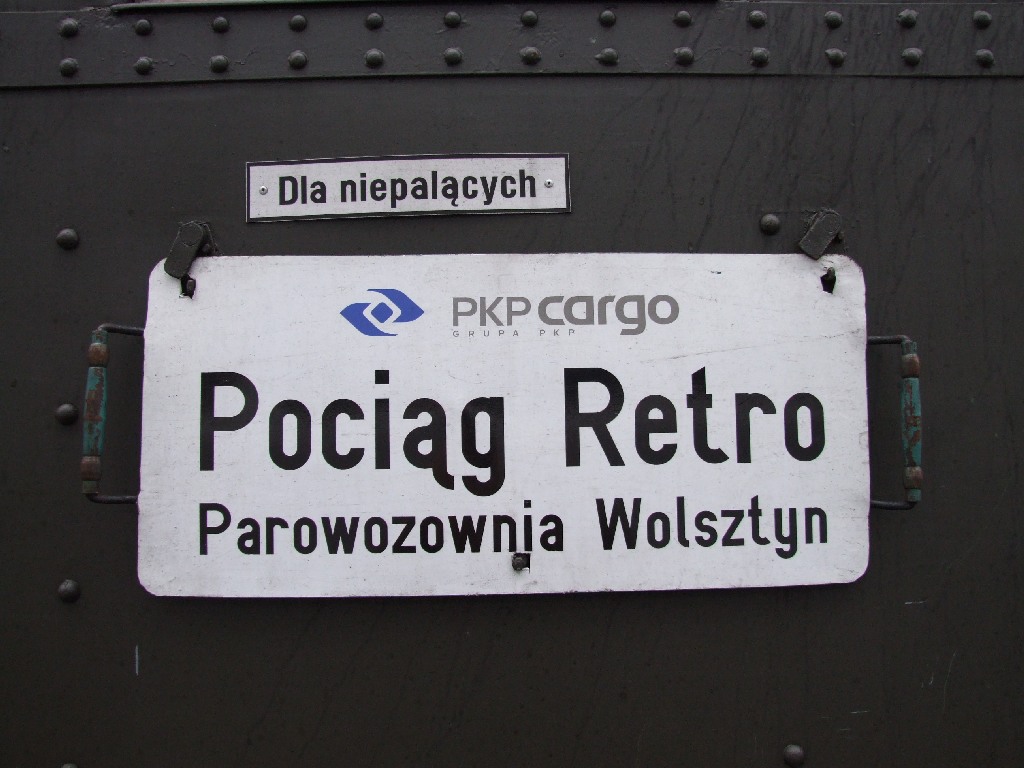 Dla niepalących
PKP cargo
GRUPA PKP
Pociąg Retro
Parowozownia Wolsztyn